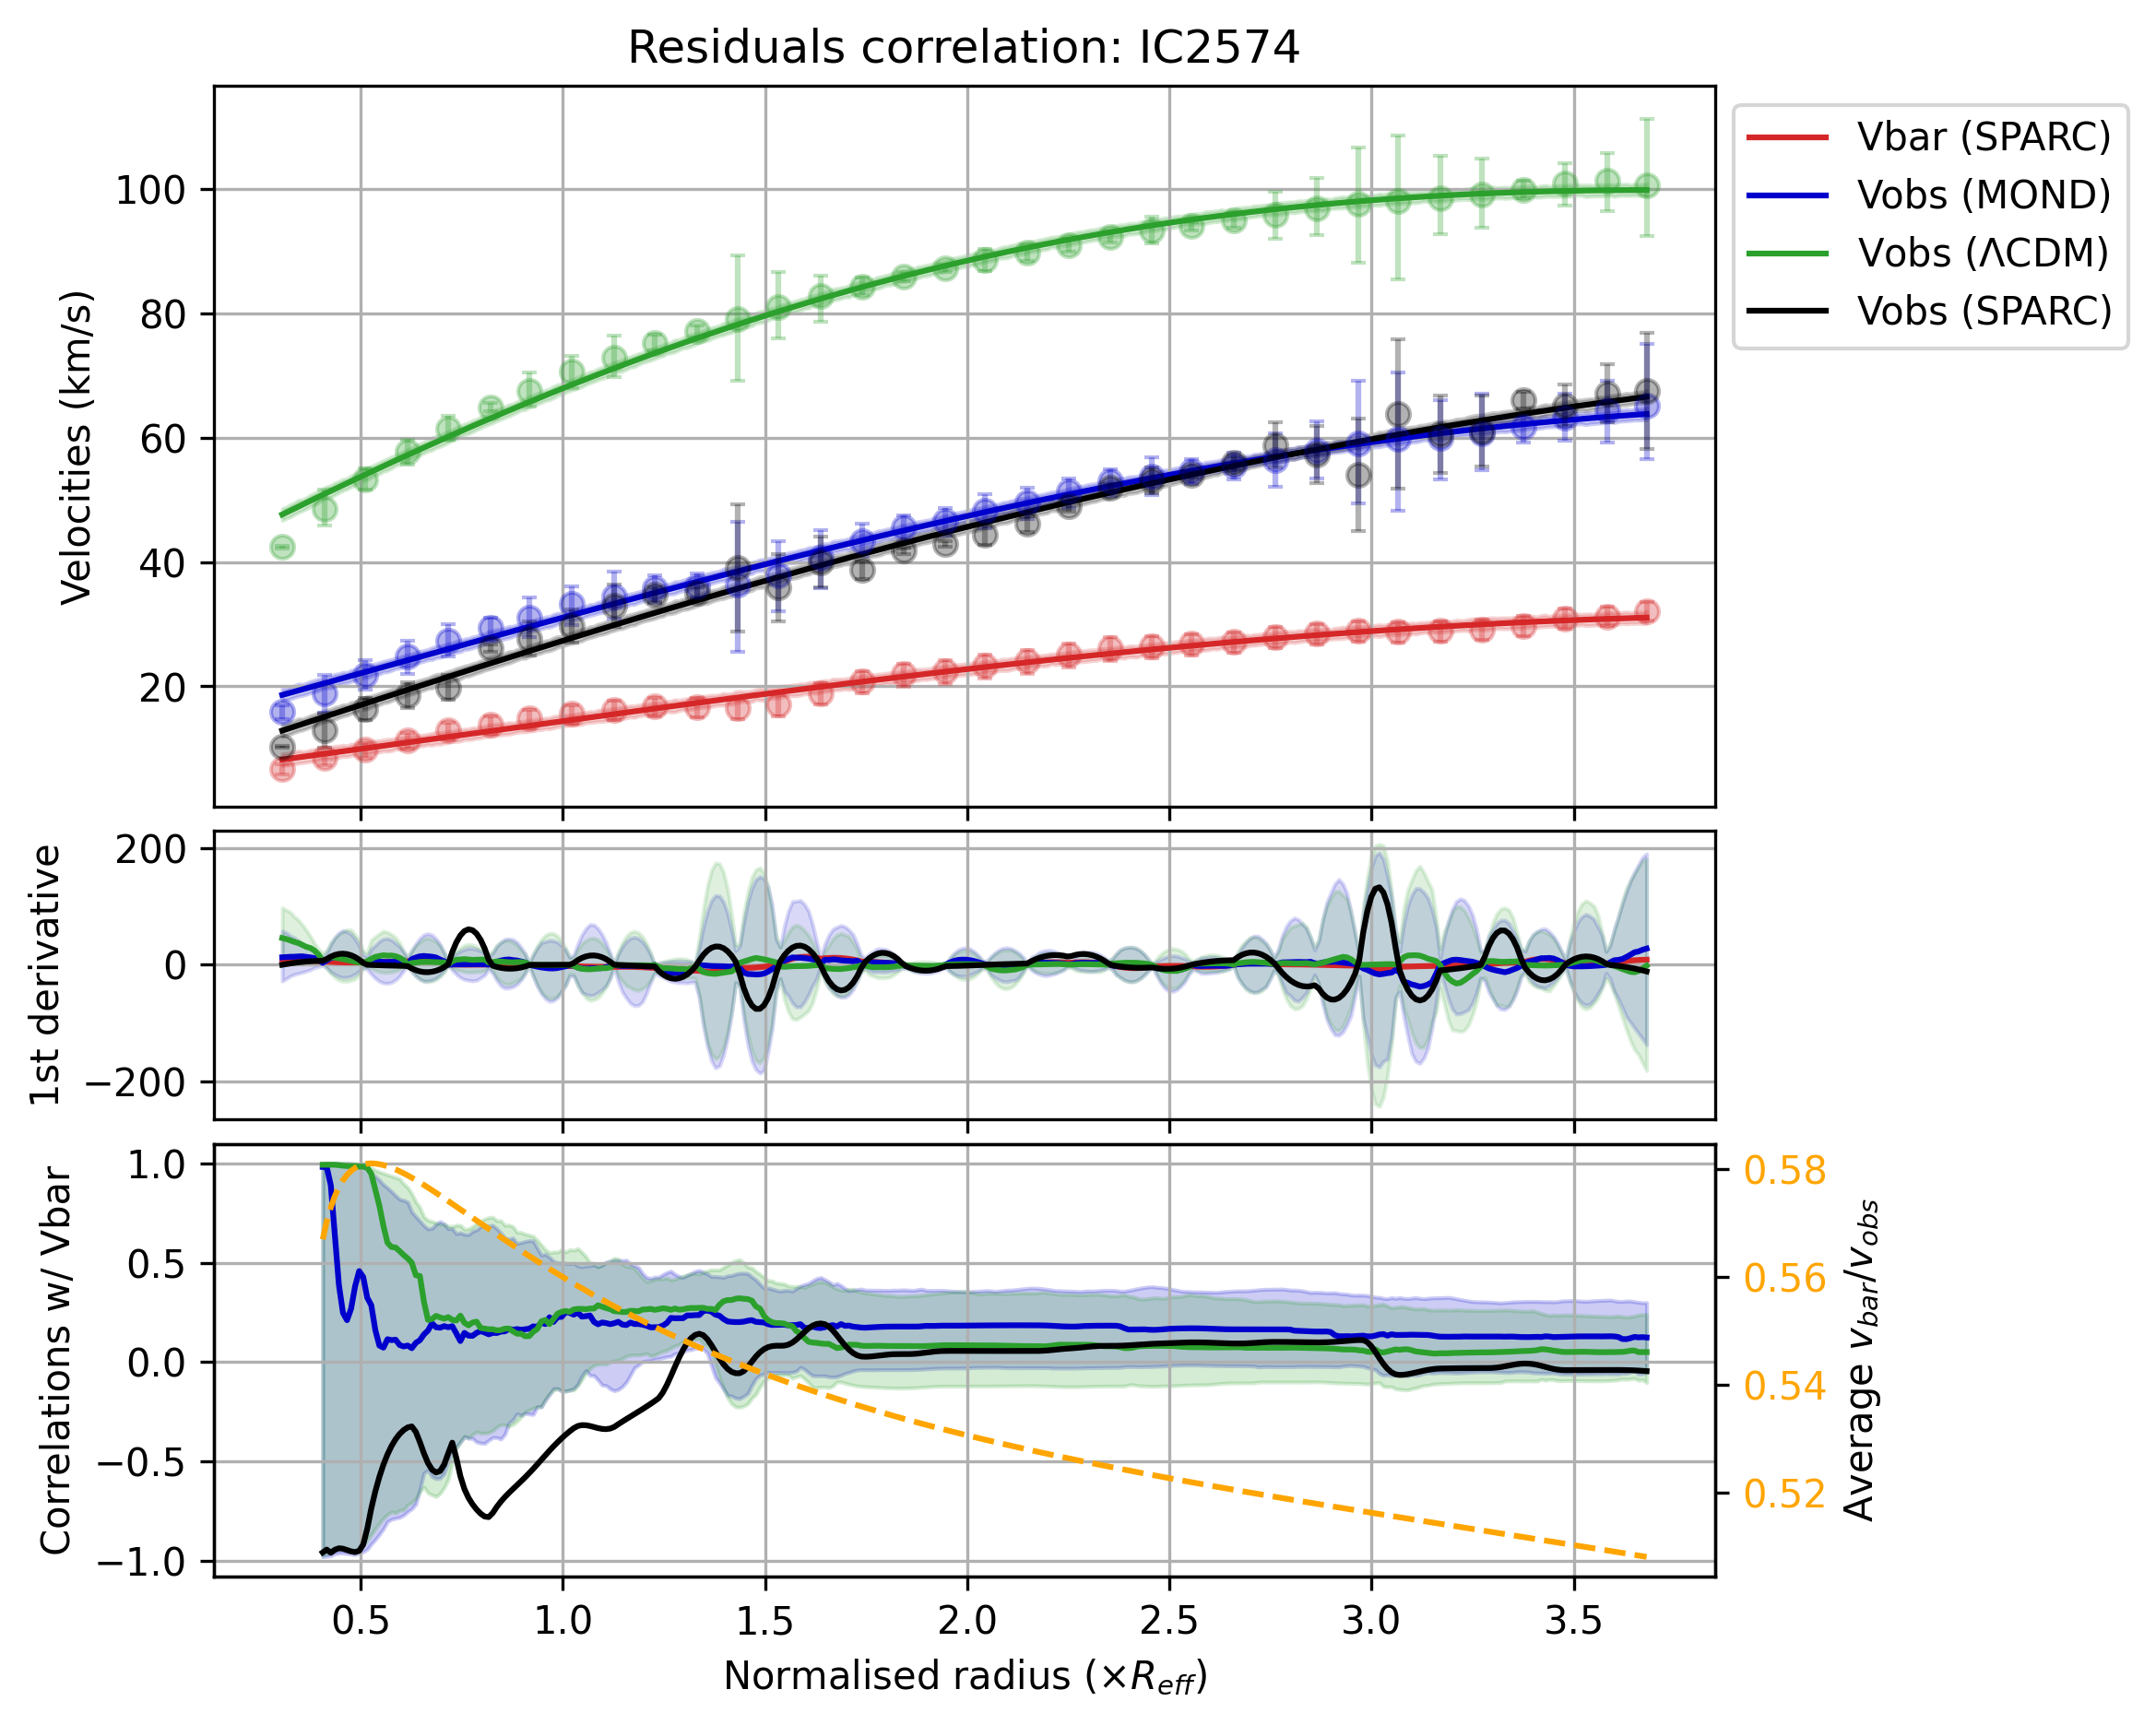 Residuals correlation: IC2574
Velocities (km/s)
100
80
60
40
20
Vbar (SPARC)
Vobs (MOND)
Vobs (ΛCDM)
Vobs (SPARC)
1st derivative
200
0
−200
Correlations w/ Vbar
1.0
0.5
0.0
−0.5
−1.0
0.58
0.56
0.54
0.52
Average v_bar/v_obs
0.5 1.0 1.5 2.0 2.5 3.0 3.5
Normalised radius (×R_eff)